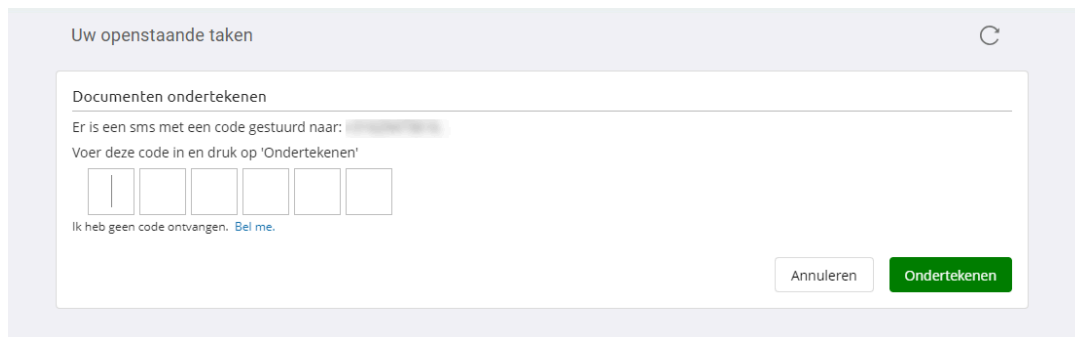 Uw openstaande taken
Documenten ondertekenen
Er is een sms met een code gestuurd naar:
Voer deze code in en druk op 'Ondertekenen'
Ik heb geen code ontvangen. Bel me.
Annuleren
Ondertekenen